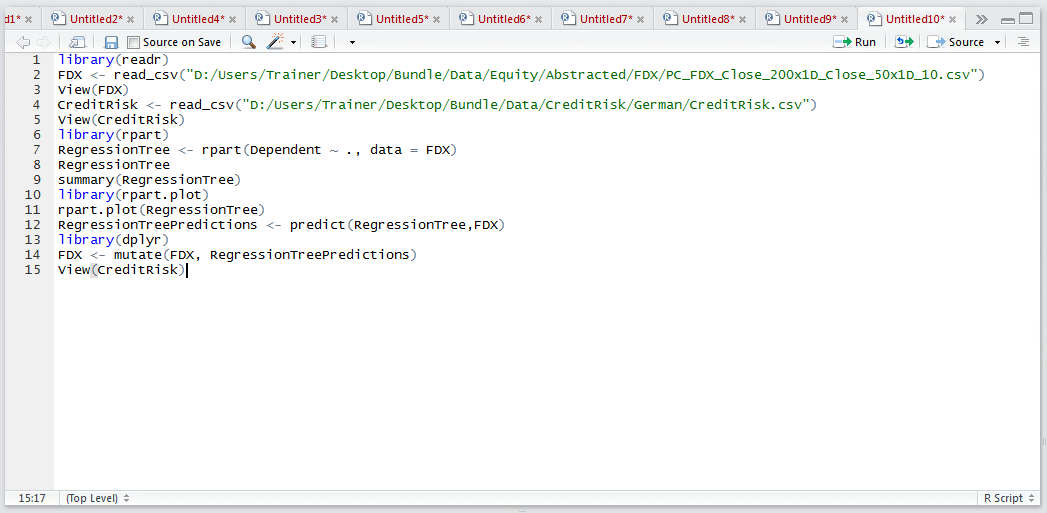 d1* Untitled2* Untitled4* Untitled3* Untitled5* Untitled6* Untitled7* Untitled8* Untitled9* Untitled10*
Source on Save Run Source
1 library(readr)
2 FDX <- read_csv("D:/Users/Trainer/Desktop/Bundle/Data/Equity/Abstracted/FDX/PC_FDX_Close_200x1D_Close_50x1D_10.csv")
3 View(FDX)
4 CreditRisk <- read_csv("D:/Users/Trainer/Desktop/Bundle/Data/CreditRisk/German/CreditRisk.csv")
5 View(CreditRisk)
6 library(rpart)
7 RegressionTree <- rpart(Dependent ~ ., data = FDX)
8 RegressionTree
9 summary(RegressionTree)
10 library(rpart.plot)
11 rpart.plot(RegressionTree)
12 RegressionTreePredictions <- predict(RegressionTree,FDX)
13 library(dplyr)
14 FDX <- mutate(FDX, RegressionTreePredictions)
15 View(CreditRisk)
15:17 (Top Level) R Script